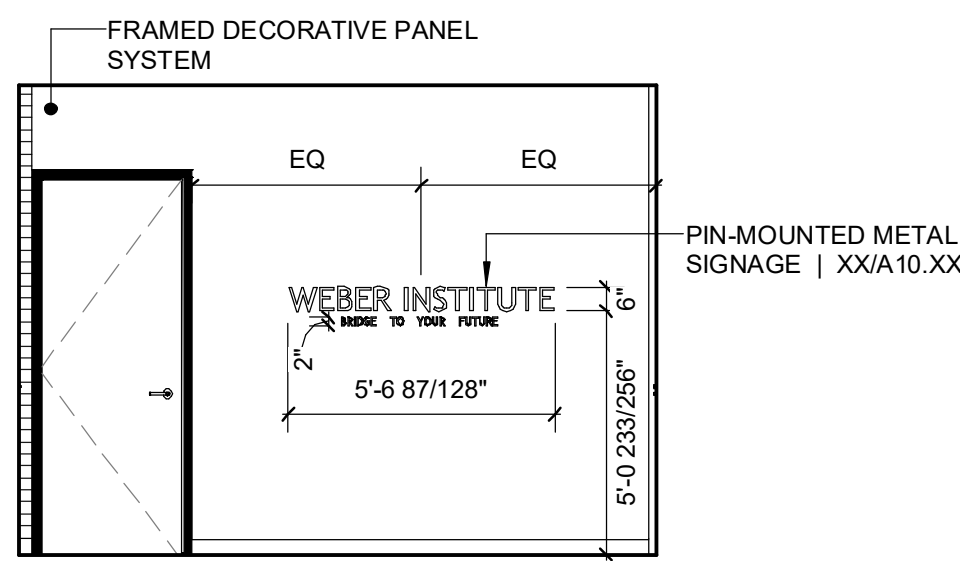 FRAMED DECORATIVE PANEL
SYSTEM
EQ
EQ
PIN-MOUNTED METAL
SIGNAGE | XX/A10.XX
WEBER INSTITUTE
BRIDGE TO YOUR FUTURE
6"
2"
5'-6 87/128"
5'-0 233/256"